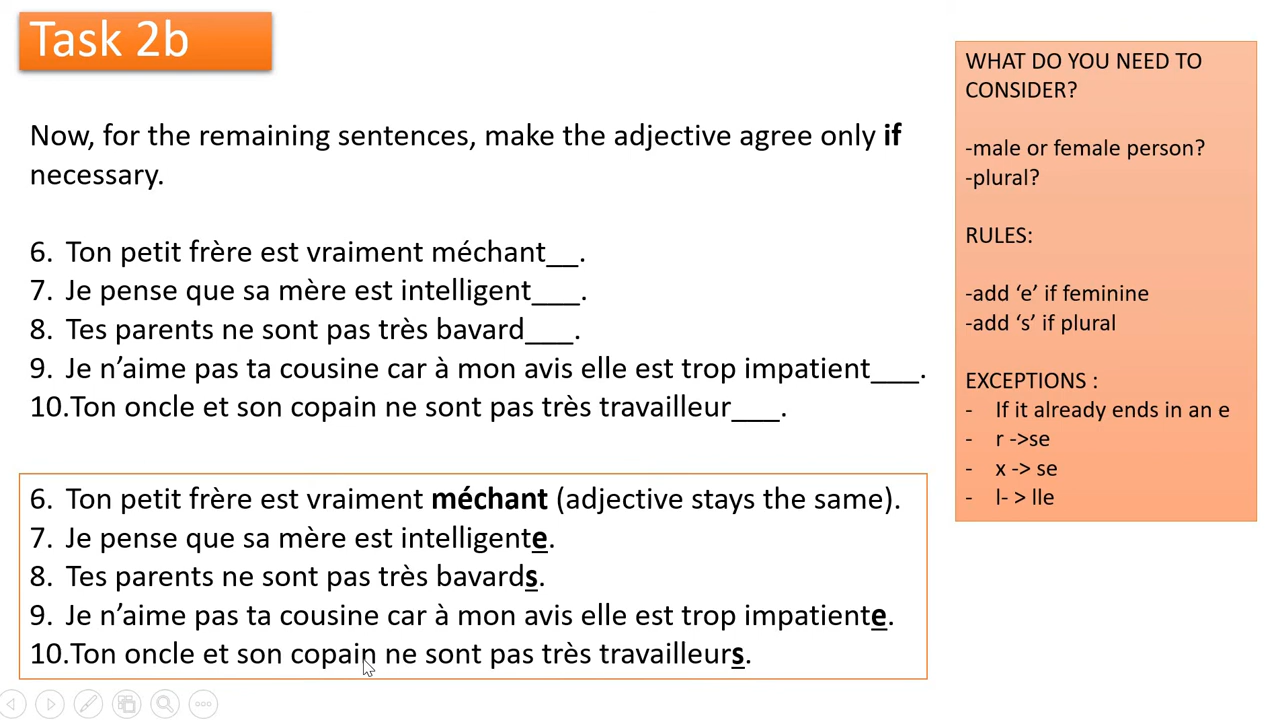 Task 2b
Now, for the remaining sentences, make the adjective agree only if
necessary.
6. Ton petit frère est vraiment méchant__.
7. Je pense que sa mère est intelligent___.
8. Tes parents ne sont pas très bavard___.
9. Je n’aime pas ta cousine car à mon avis elle est trop impatient___.
10.Ton oncle et son copain ne sont pas très travailleur___.
6. Ton petit frère est vraiment méchant (adjective stays the same).
7. Je pense que sa mère est intelligente.
8. Tes parents ne sont pas très bavards.
9. Je n’aime pas ta cousine car à mon avis elle est trop impatiente.
10.Ton oncle et son copain ne sont pas très travailleurs.
WHAT DO YOU NEED TO
CONSIDER?
-male or female person?
-plural?
RULES:
-add ‘e’ if feminine
-add ‘s’ if plural
EXCEPTIONS :
- If it already ends in an e
- r ->se
- x -> se
- l- > lle